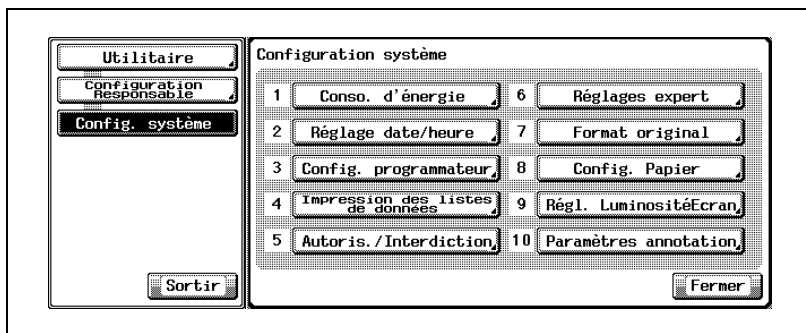 Utilitaire
Configuration
Responsable
Config. système
Sortir
Configuration système
1 Conso. d'énergie
2 Réglage date/heure
3 Config. programmateur
4 Impression des listes
de données
5 Autoris./Interdiction
6 Réglages expert
7 Format original
8 Config. Papier
9 Régl. LuminositéEcran
10 Paramètres annotation
Fermer